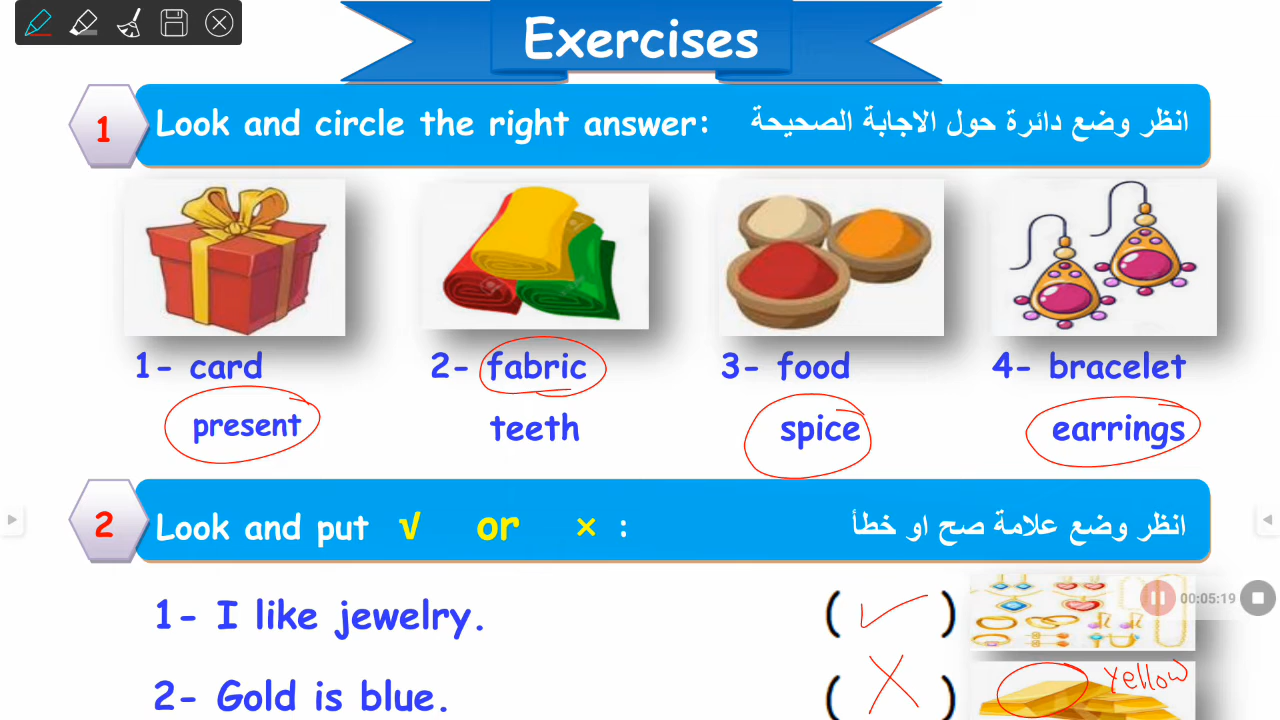 Exercises
1 Look and circle the right answer: انظر وضع دائرة حول الاجابة الصحيحة
1- card 2- fabric 3- food 4- bracelet
present teeth spice earrings
2 Look and put √ or × : انظر وضع علامة صح او خطأ
1- I like jewelry. ( ✓ ) 00:05:19
2- Gold is blue. ( X ) yellow